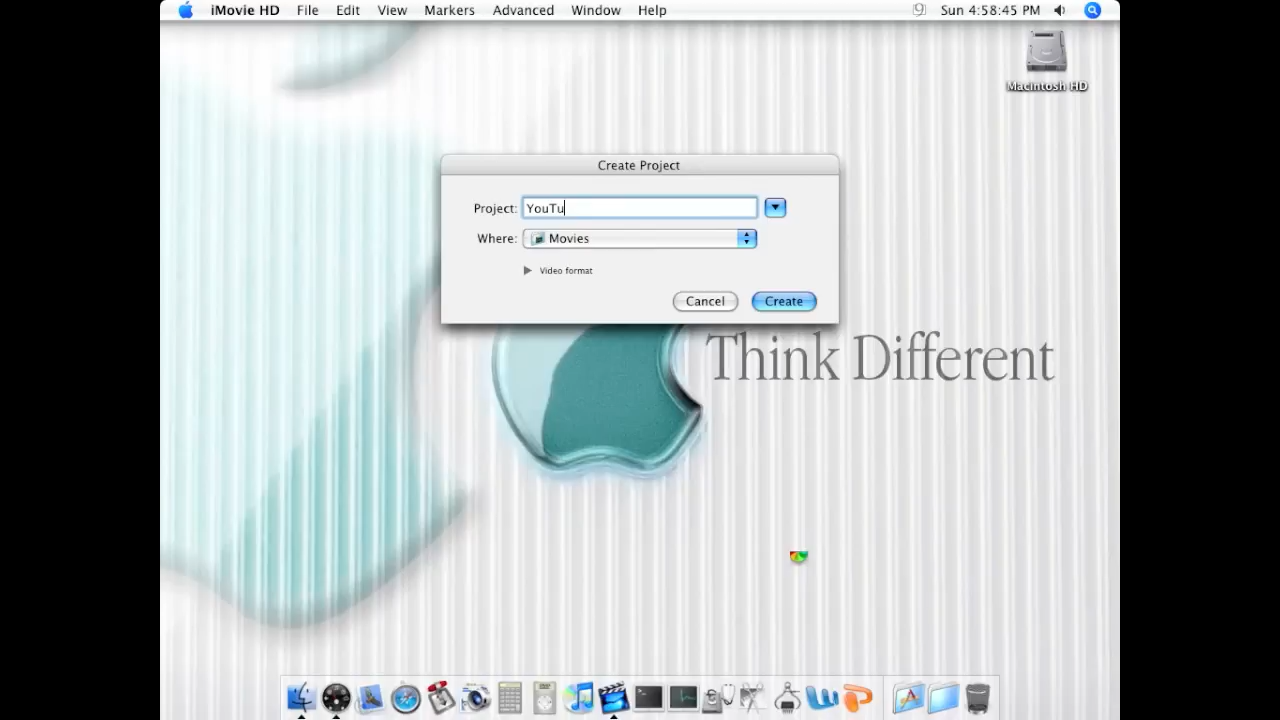 iMovie HD File Edit View Markers Advanced Window Help Sun 4:58:45 PM
Macintosh HD
Create Project
Project: YouTu
Where: Movies
Video format
Cancel Create
Think Different